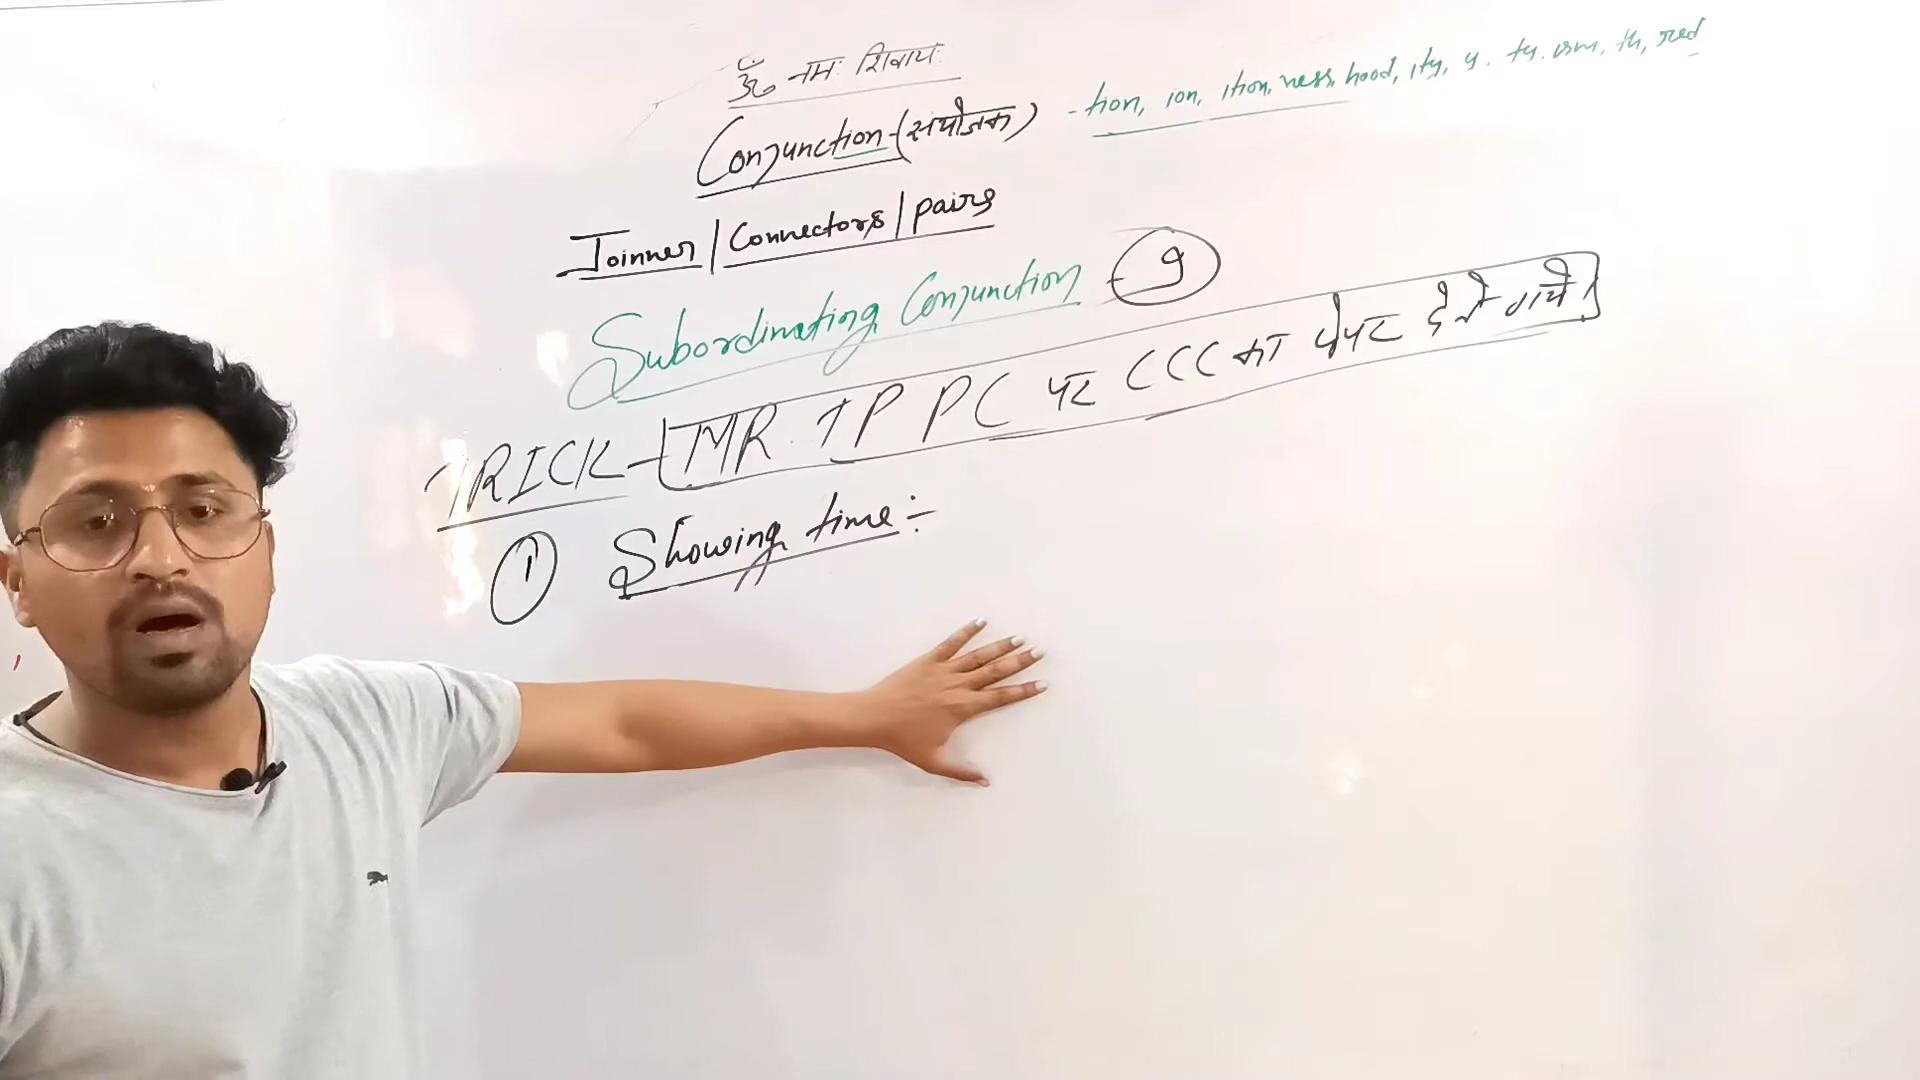 ॐ नमः शिवाय
Conjunction-(संयोजक) - tion, ion, ition, ness, hood, ity, y, ty, ism, th, red
Joinner/Connectors/pairs
Subordinating Conjunction - 9
TRICK - MR. TP PC पर CCC का पेपर देने गये।
① Showing time :-